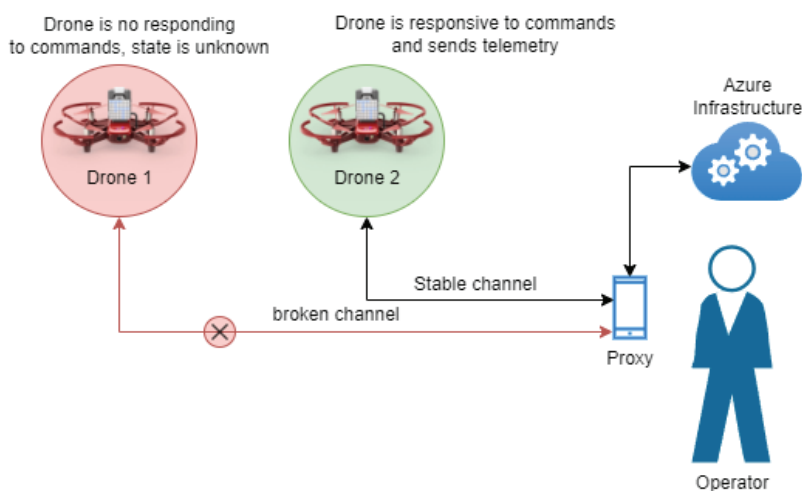 Drone is no responding
to commands, state is unknown
Drone is responsive to commands
and sends telemetry
Azure
Infrastructure
Drone 1
Drone 2
Stable channel
broken channel
Proxy
Operator